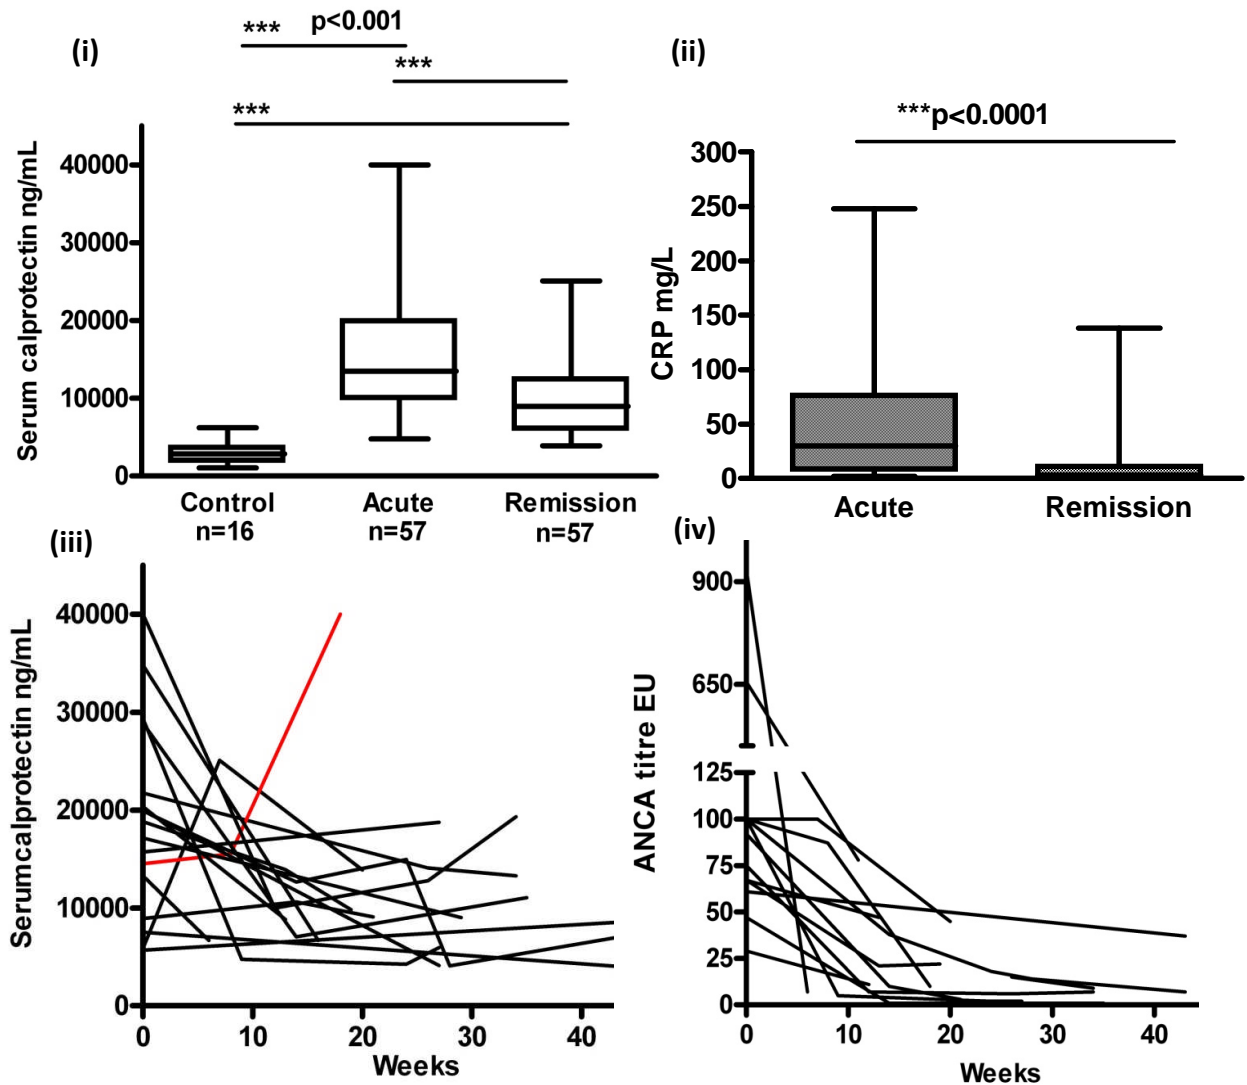 (i)
*** p<0.001
***
***
Serum calprotectin ng/mL
40000
30000
20000
10000
0
Control Acute Remission
n=16 n=57 n=57
(ii)
***p<0.0001
CRP mg/L
300
250
200
150
100
50
0
Acute Remission
(iii)
Serumcalprotectin ng/mL
40000
30000
20000
10000
0
0 10 20 30 40
Weeks
(iv)
ANCA titre EU
900
650
125
100
75
50
25
0
0 10 20 30 40
Weeks